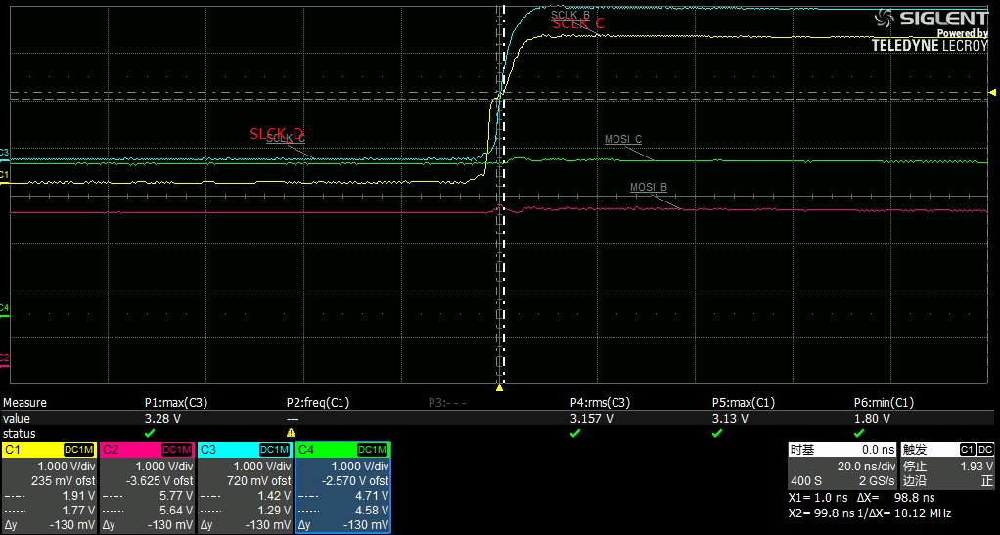 SCLK_B
SCLK_C
SIGLENT
Powered by
TELEDYNE LECROY
SLCK_D
SCLK_C
MOSI_C
MOSI_B
C3
C1
C4
C2
Measure P1:max(C3) P2:freq(C1) P3:--- P4:rms(C3) P5:max(C1) P6:min(C1)
value 3.28 V --- 3.157 V 3.13 V 1.80 V
status
C1 DC1M C2 DC1M C3 DC1M C4 DC1M
1.000 V/div 1.000 V/div 1.000 V/div 1.000 V/div
235 mV ofst -3.625 V ofst 720 mV ofst -2.570 V ofst
1.91 V 5.77 V 1.42 V 4.71 V
1.77 V 5.64 V 1.29 V 4.58 V
Δy -130 mV Δy -130 mV Δy -130 mV Δy -130 mV
时基 0.0 ns 触发 C1 DC
20.0 ns/div 停止 1.93 V
400 S 2 GS/s 边沿 正
X1= 1.0 ns ΔX= 98.8 ns
X2= 99.8 ns 1/ΔX= 10.12 MHz